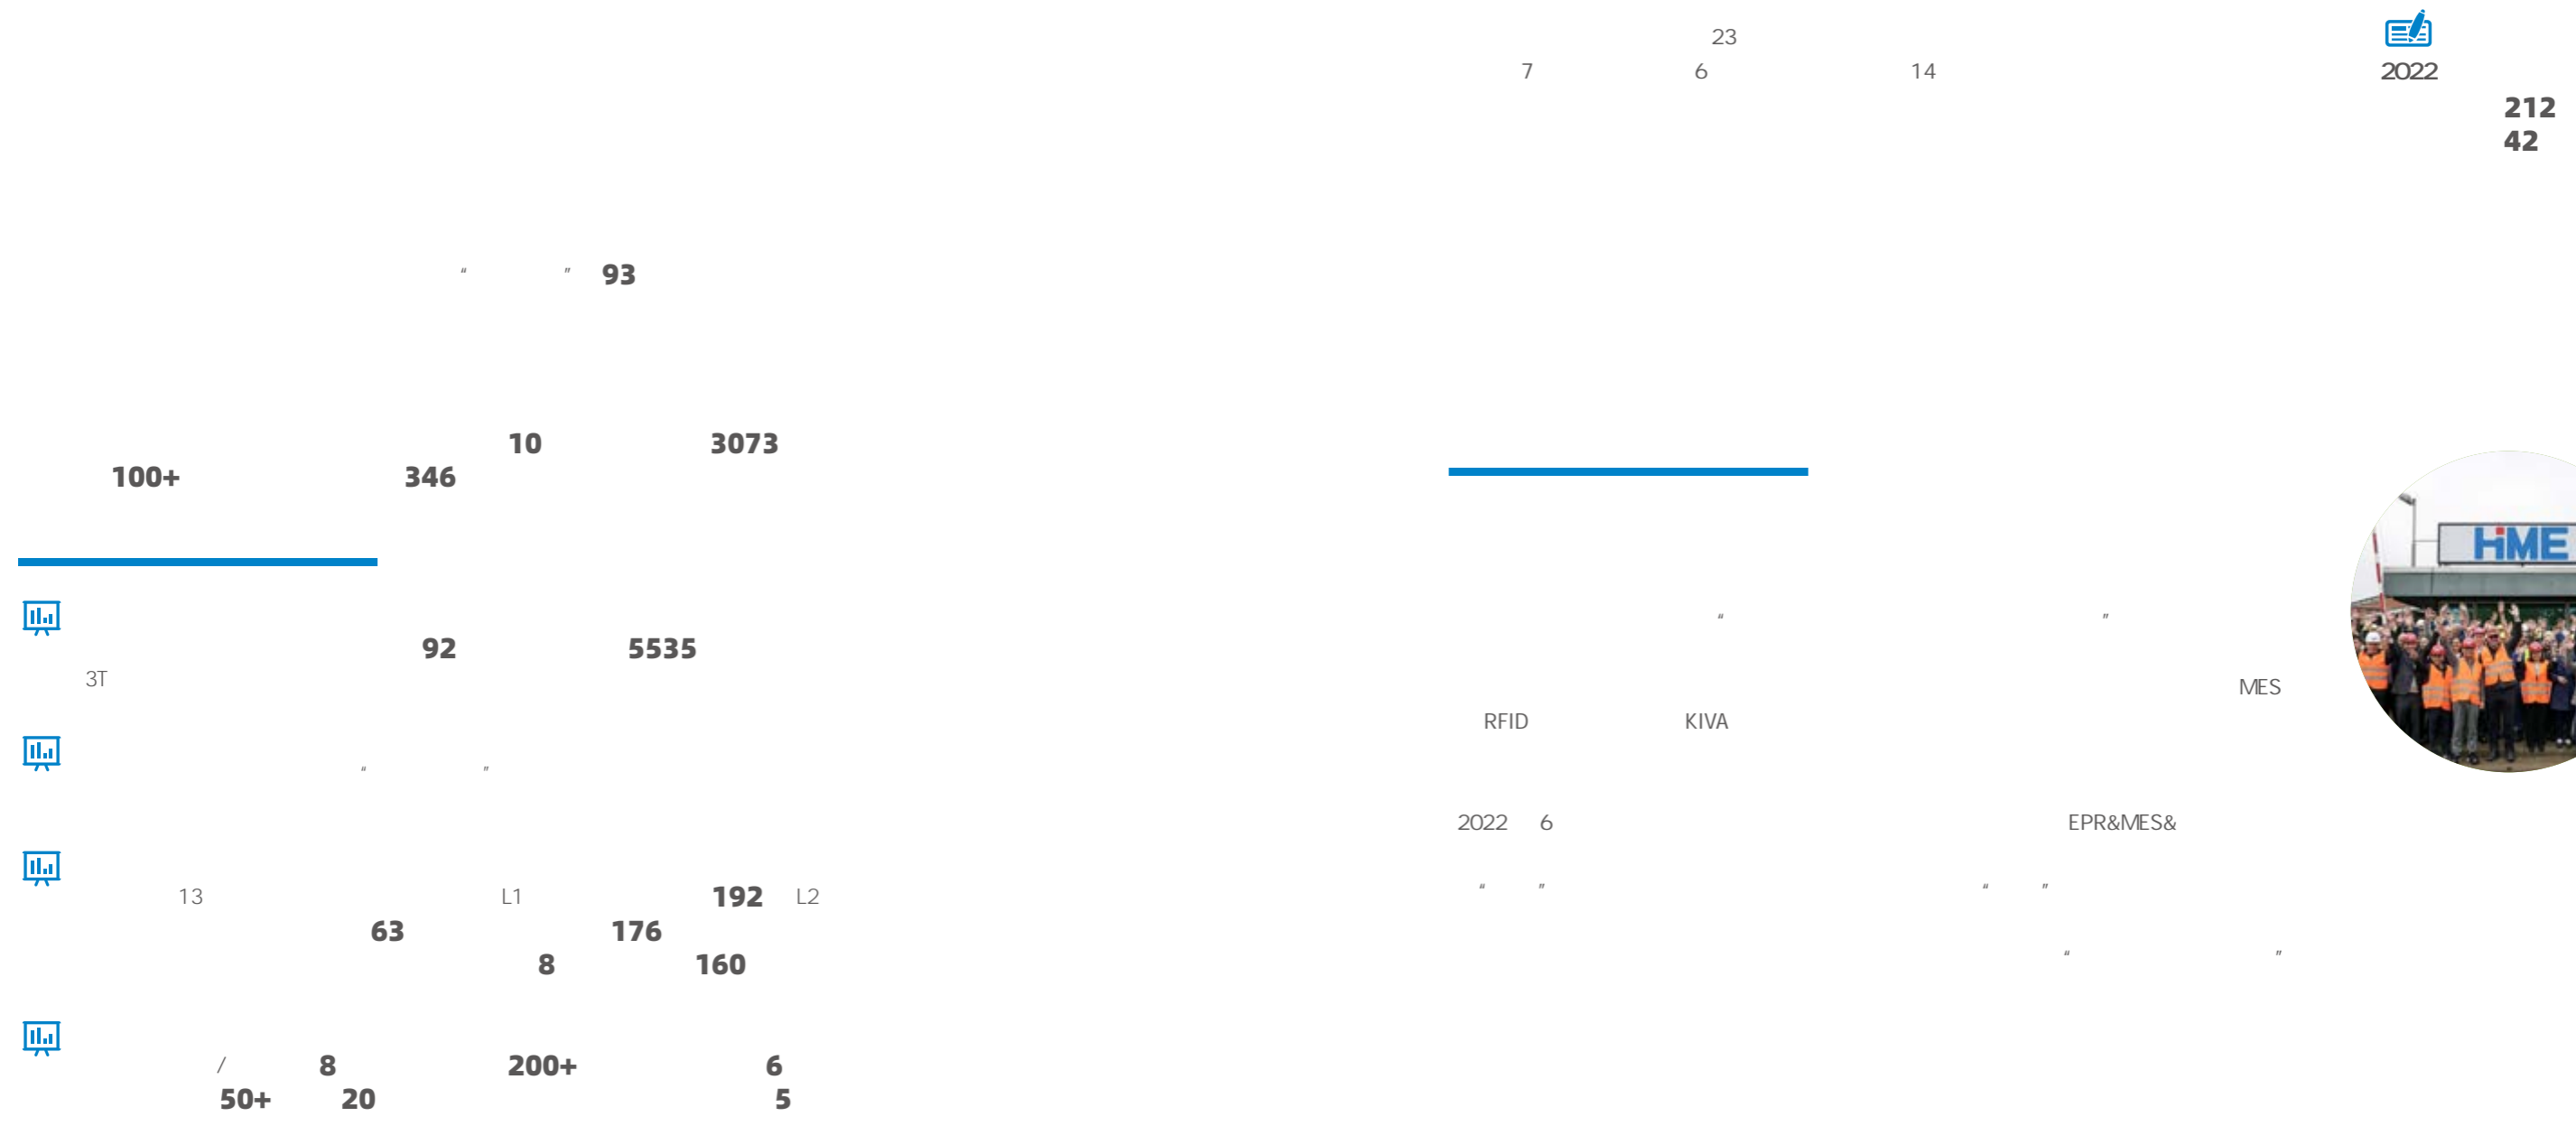 “ ” 93
10 3073
100+ 346
92 5535
3T
“ ”
13 L1 192 L2
63 176
8 160
/ 8 200+ 6
50+ 20 5
23
7 6 14
“ ”
MES
RFID KIVA
2022 6 EPR&MES&
“ ” “ ”
“ ”
2022
212
42
HME